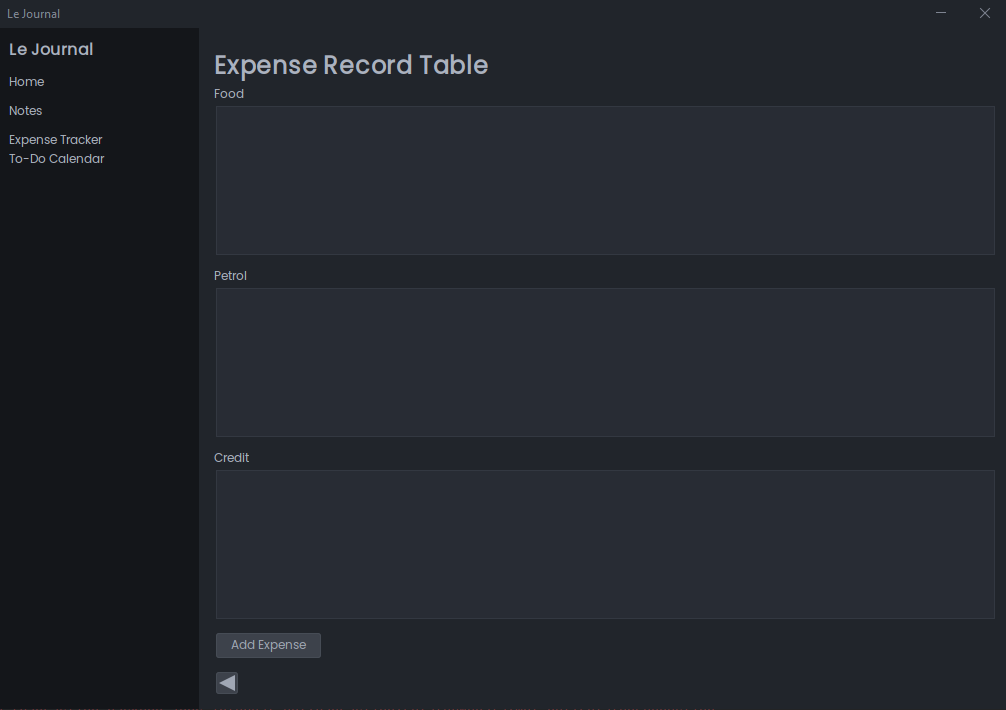 Le Journal
Le Journal
Home
Notes
Expense Tracker
To-Do Calendar
Expense Record Table
Food
Petrol
Credit
Add Expense